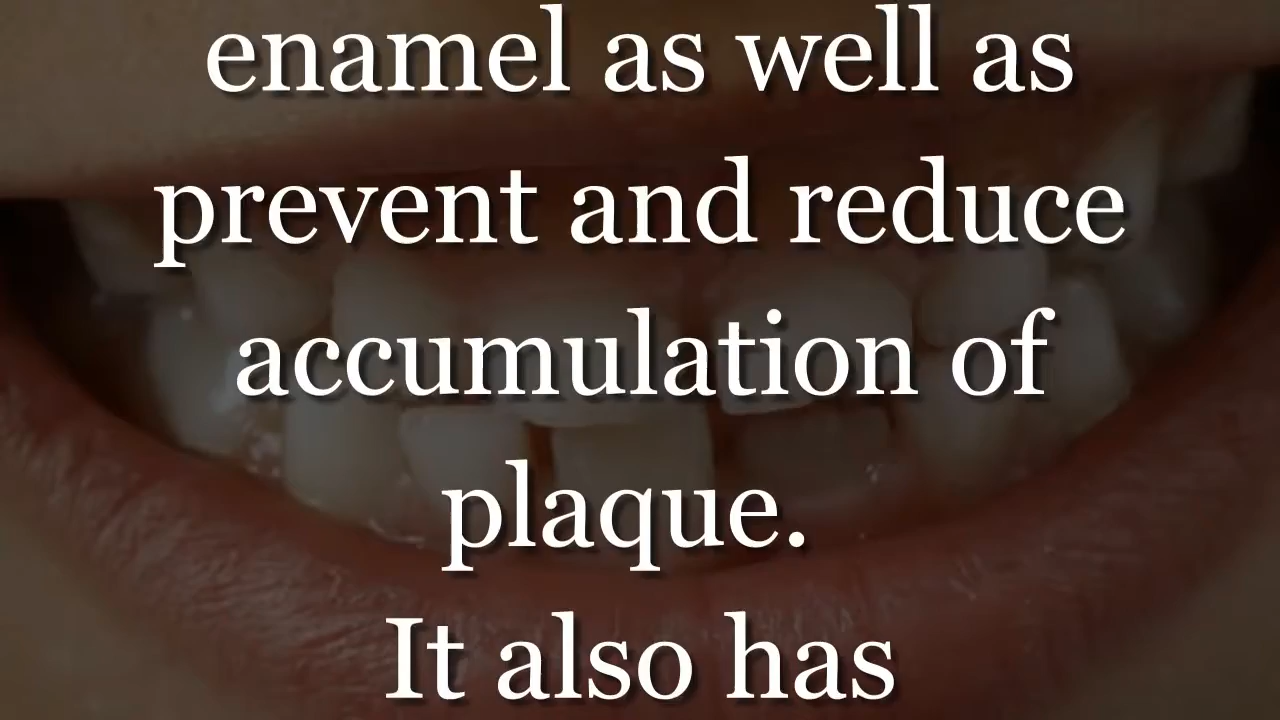 enamel as well as
prevent and reduce
accumulation of
plaque.
It also has